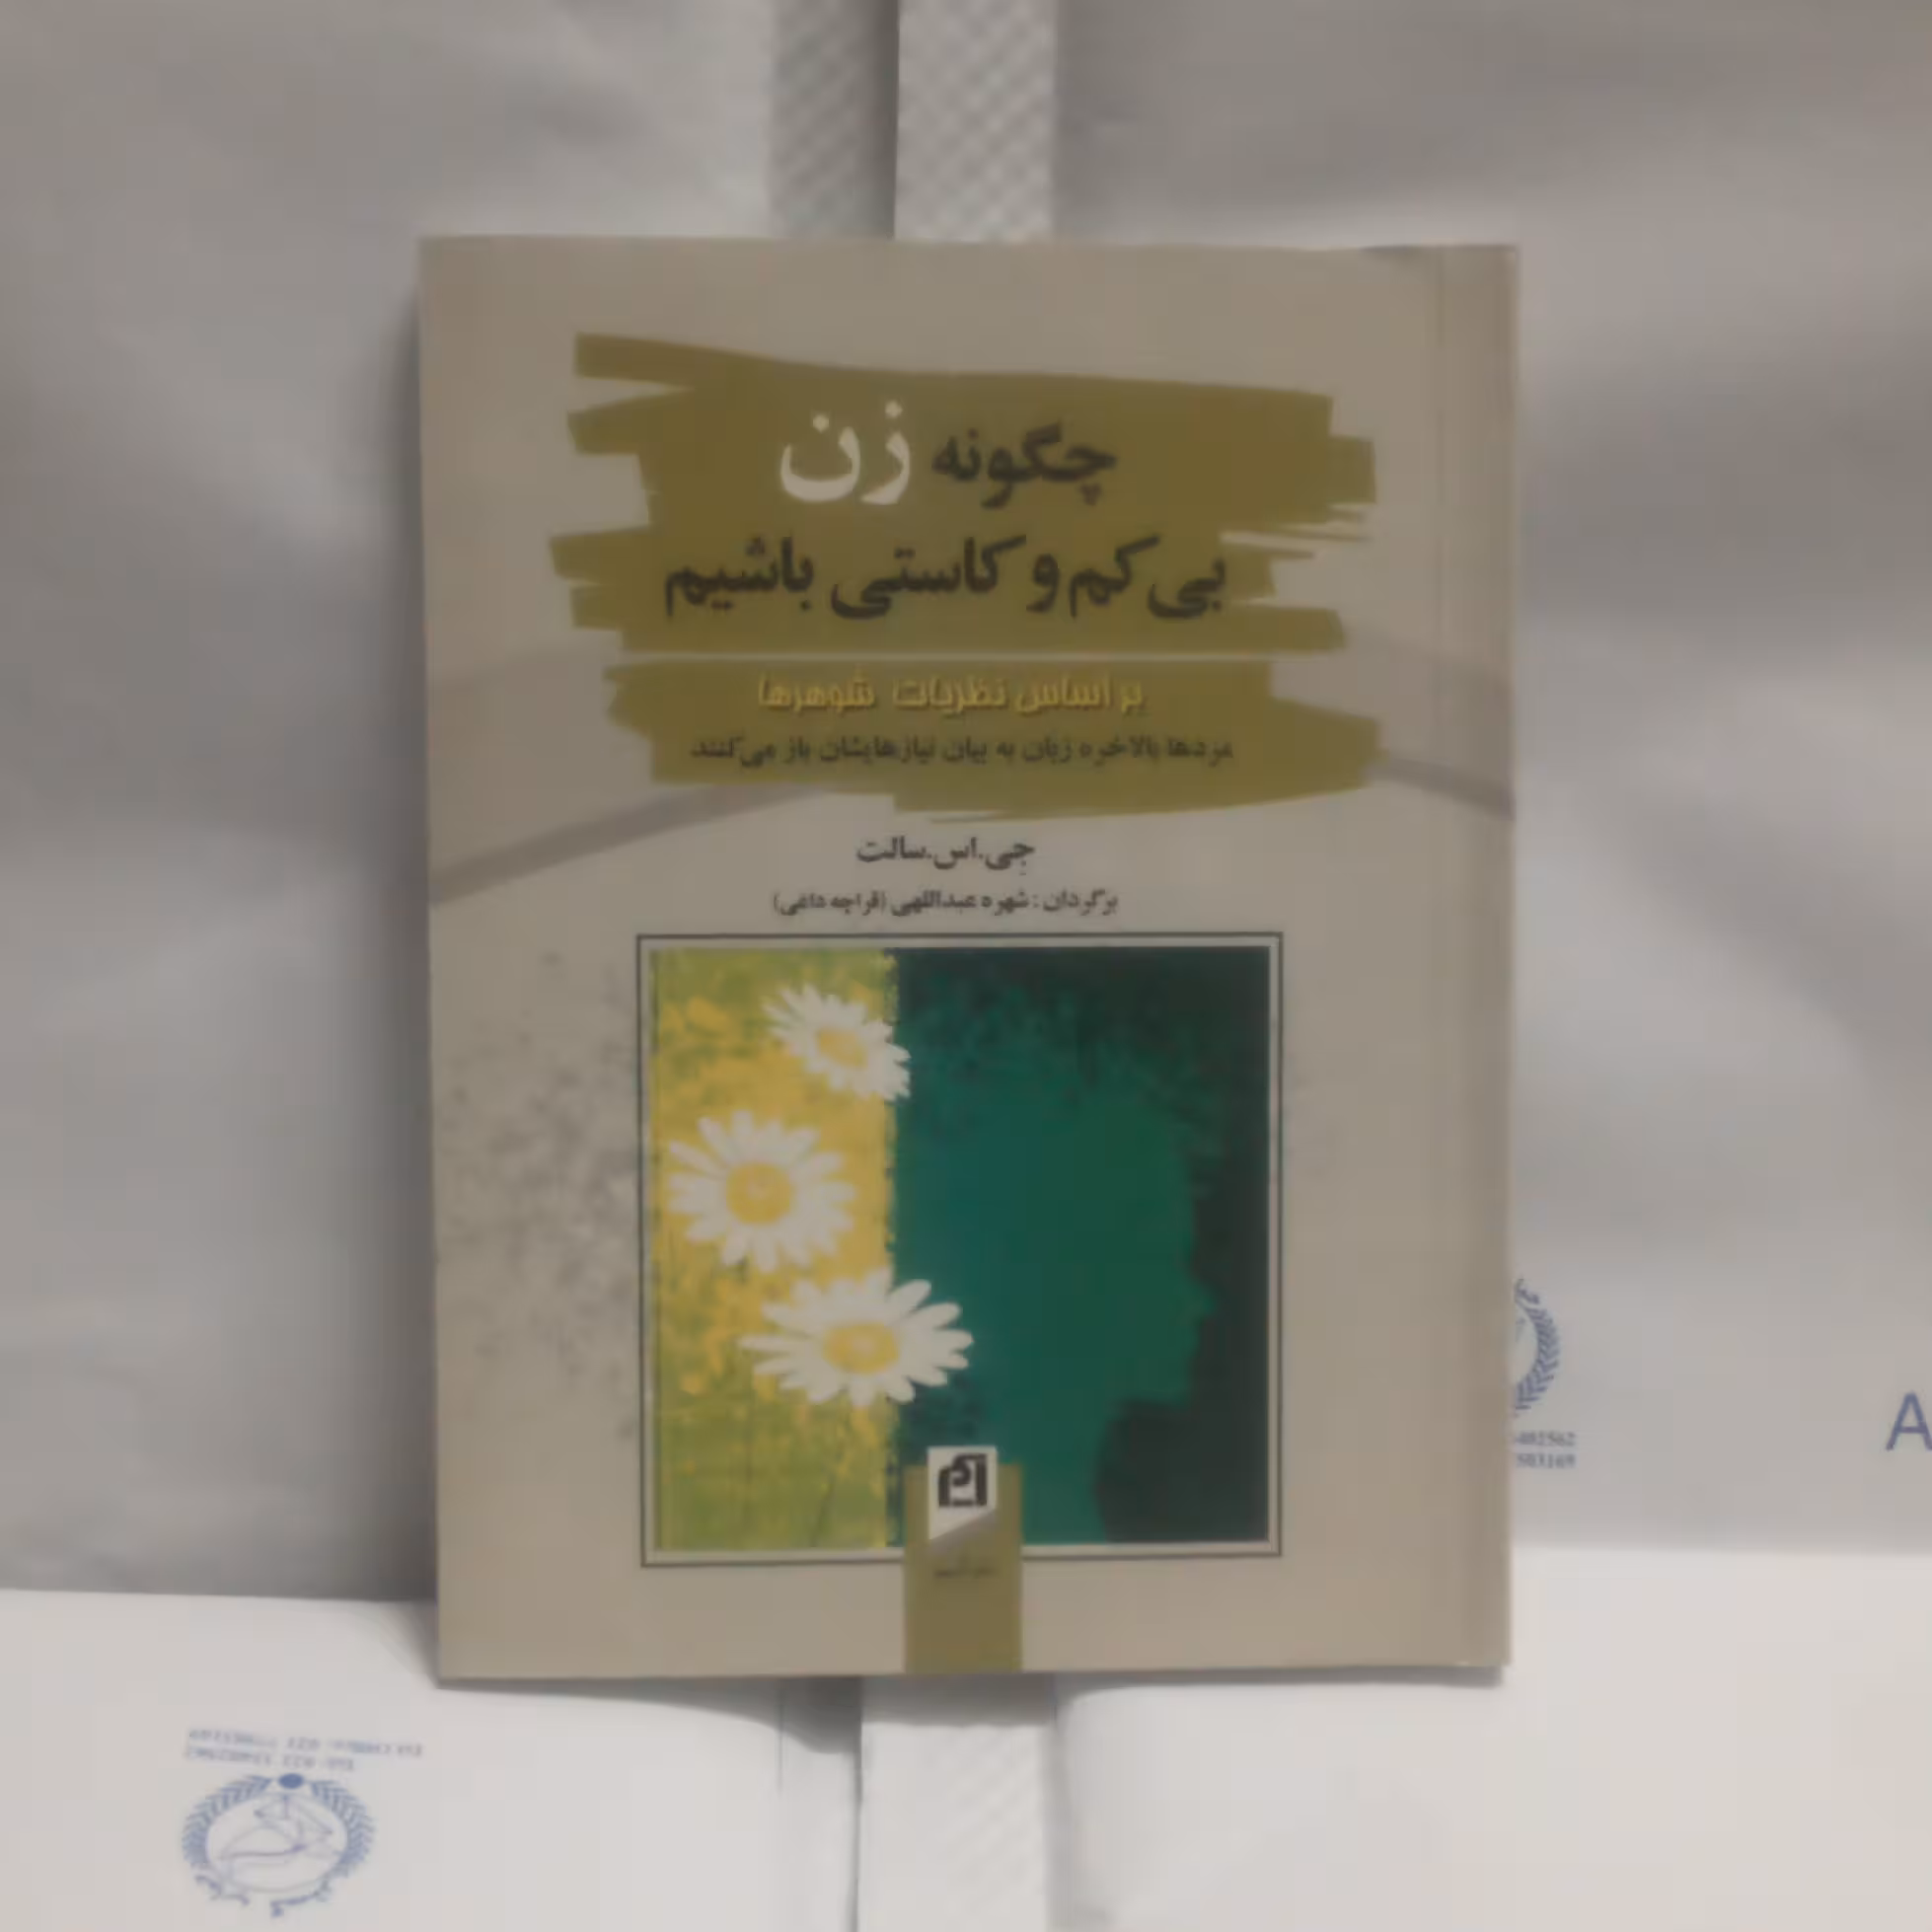 چگونه زن
بی‌کم و کاستی باشیم
بر اساس نظریات شوهرها
مردها بالاخره زبان به بیان نیازهایشان باز می‌کنند
جی.اس.سالت
برگردان: شهره عبداللهی (قراچه داغی)
A